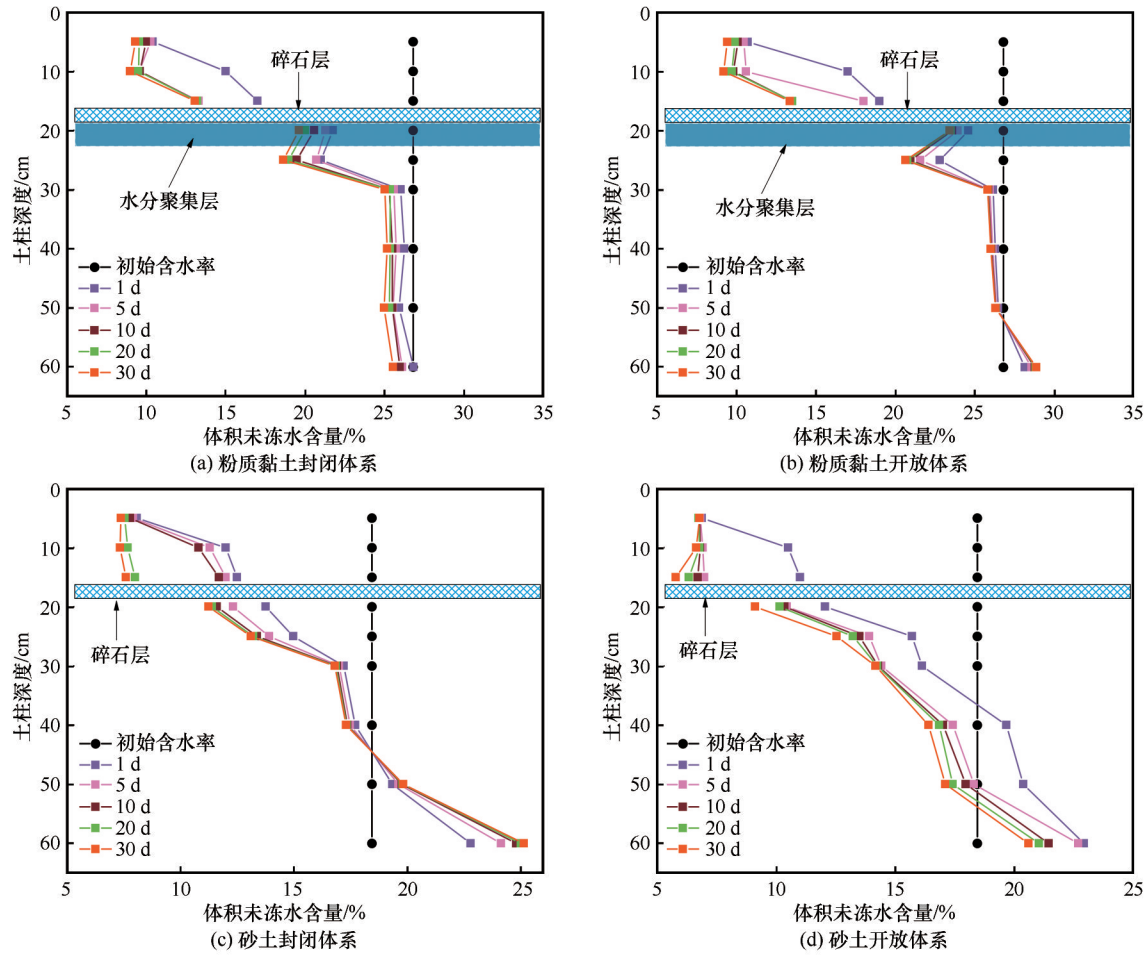 0
10
20
30
40
50
60
土柱深度/cm
碎石层
水分聚集层
初始含水率
1 d
5 d
10 d
20 d
30 d
5 10 15 20 25 30 35
体积未冻水含量/%
(a) 粉质黏土封闭体系
0
10
20
30
40
50
60
土柱深度/cm
碎石层
水分聚集层
初始含水率
1 d
5 d
10 d
20 d
30 d
5 10 15 20 25 30 35
体积未冻水含量/%
(b) 粉质黏土开放体系
0
10
20
30
40
50
60
土柱深度/cm
碎石层
初始含水率
1 d
5 d
10 d
20 d
30 d
5 10 15 20 25
体积未冻水含量/%
(c) 砂土封闭体系
0
10
20
30
40
50
60
土柱深度/cm
碎石层
初始含水率
1 d
5 d
10 d
20 d
30 d
5 10 15 20 25
体积未冻水含量/%
(d) 砂土开放体系